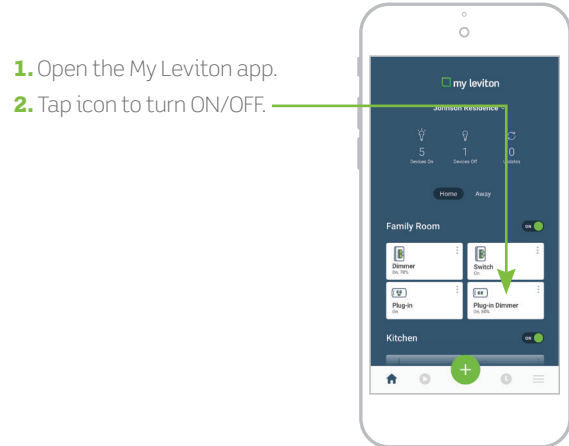 1. Open the My Leviton app.
2. Tap icon to turn ON/OFF.
my leviton
Johnson Residence
5 1 0
Devices On Devices Off Updates
Home Away
Family Room ON
Dimmer Switch
On, 78% On
Plug-in Plug-in Dimmer
On On, 50%
Kitchen ON
+